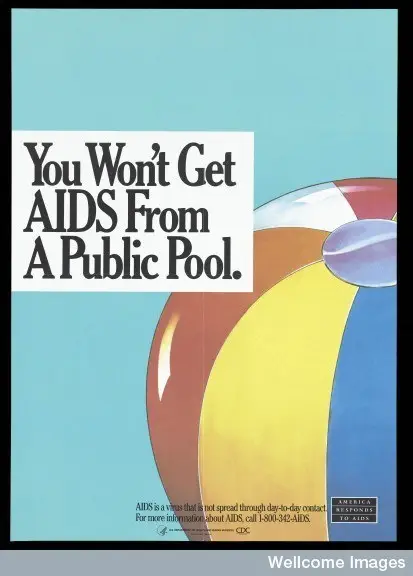 You Won't Get
AIDS From
A Public Pool.
AIDS is a virus that is not spread through day-to-day contact.
For more information about AIDS, call 1-800-342-AIDS.
AMERICA
RESPONDS
TO AIDS
CDC
Wellcome Images